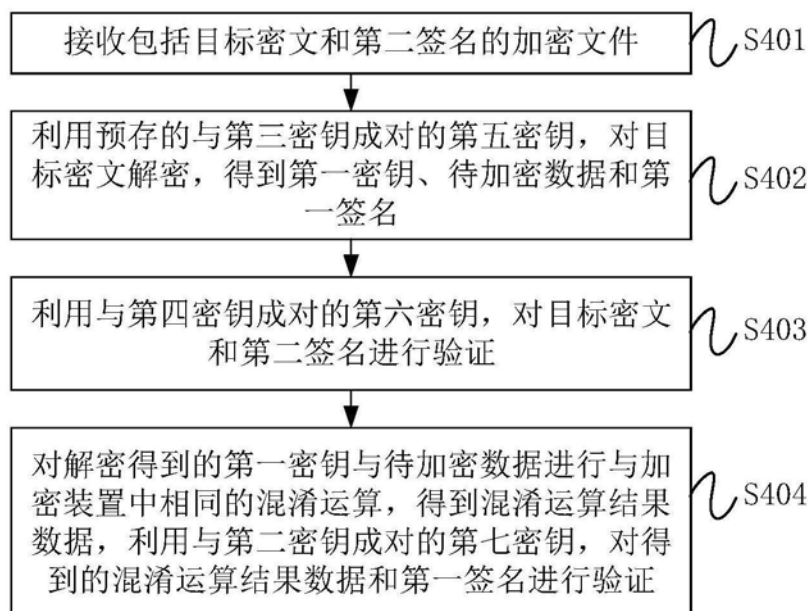 接收包括目标密文和第二签名的加密文件
S401
利用预存的与第三密钥成对的第五密钥，对目
标密文解密，得到第一密钥、待加密数据和第
一签名
S402
利用与第四密钥成对的第六密钥，对目标密文
和第二签名进行验证
S403
对解密得到的第一密钥与待加密数据进行与加
密装置中相同的混淆运算，得到混淆运算结果
数据，利用与第二密钥成对的第七密钥，对得
到的混淆运算结果数据和第一签名进行验证
S404